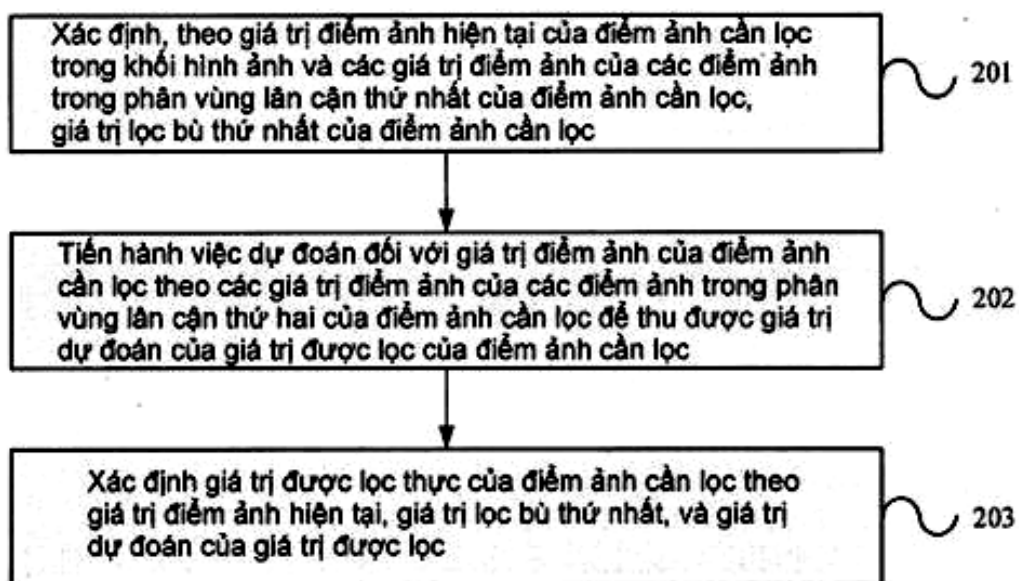 Xác định, theo giá trị điểm ảnh hiện tại của điểm ảnh cần lọc
trong khối hình ảnh và các giá trị điểm ảnh của các điểm ảnh
trong phân vùng lân cận thứ nhất của điểm ảnh cần lọc,
giá trị lọc bù thứ nhất của điểm ảnh cần lọc
201
Tiến hành việc dự đoán đối với giá trị điểm ảnh của điểm ảnh
cần lọc theo các giá trị điểm ảnh của các điểm ảnh trong phân
vùng lân cận thứ hai của điểm ảnh cần lọc để thu được giá trị
dự đoán của giá trị được lọc của điểm ảnh cần lọc
202
Xác định giá trị được lọc thực của điểm ảnh cần lọc theo
giá trị điểm ảnh hiện tại, giá trị lọc bù thứ nhất, và giá trị
dự đoán của giá trị được lọc
203